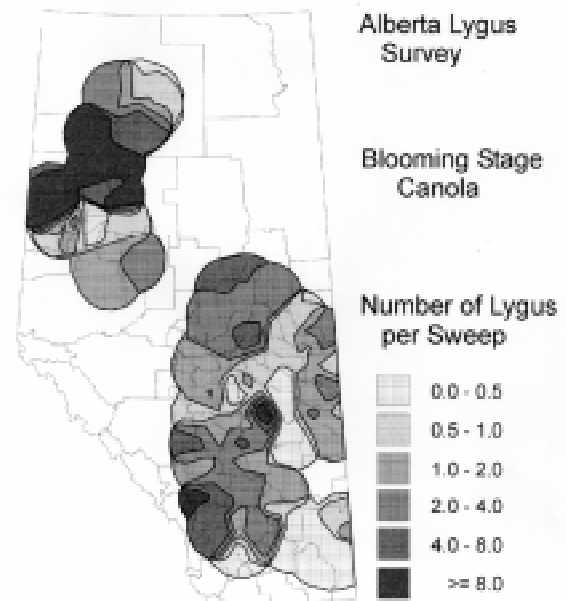 Alberta Lygus
Survey
Blooming Stage
Canola
Number of Lygus
per Sweep
0.0 - 0.5
0.5 - 1.0
1.0 - 2.0
2.0 - 4.0
4.0 - 8.0
>= 8.0